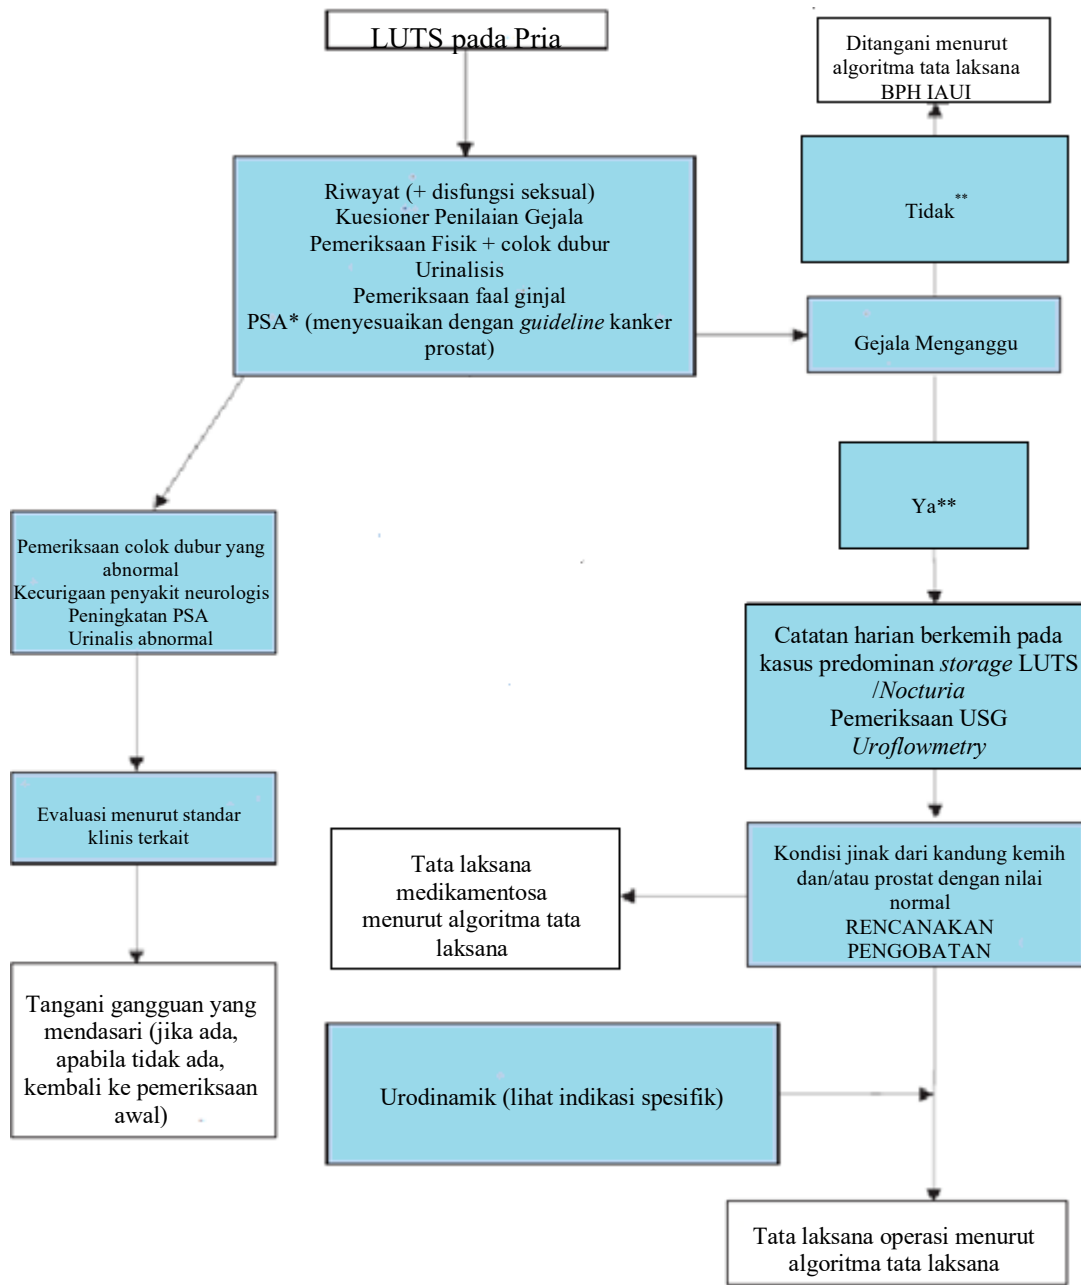 LUTS pada Pria
Ditangani menurut
algoritma tata laksana
BPH IAUI
Riwayat (+ disfungsi seksual)
Kuesioner Penilaian Gejala
Pemeriksaan Fisik + colok dubur
Urinalisis
Pemeriksaan faal ginjal
PSA* (menyesuaikan dengan guideline kanker
prostat)
Tidak**
Gejala Menganggu
Ya**
Pemeriksaan colok dubur yang
abnormal
Kecurigaan penyakit neurologis
Peningkatan PSA
Urinalis abnormal
Catatan harian berkemih pada
kasus predominan storage LUTS
/Nocturia
Pemeriksaan USG
Uroflowmetry
Evaluasi menurut standar
klinis terkait
Tata laksana
medikamentosa
menurut algoritma tata
laksana
Kondisi jinak dari kandung kemih
dan/atau prostat dengan nilai
normal
RENCANAKAN
PENGOBATAN
Tangani gangguan yang
mendasari (jika ada,
apabila tidak ada,
kembali ke pemeriksaan
awal)
Urodinamik (lihat indikasi spesifik)
Tata laksana operasi menurut
algoritma tata laksana